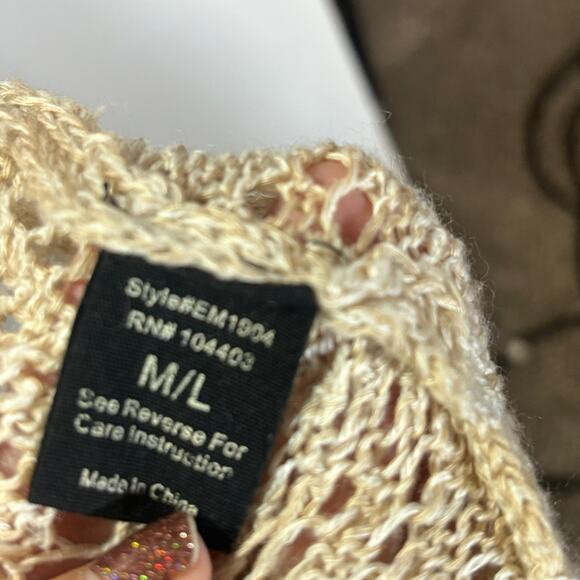 Style#EM1904
RN# 104403
M/L
See Reverse For
Care Instruction
Made In China